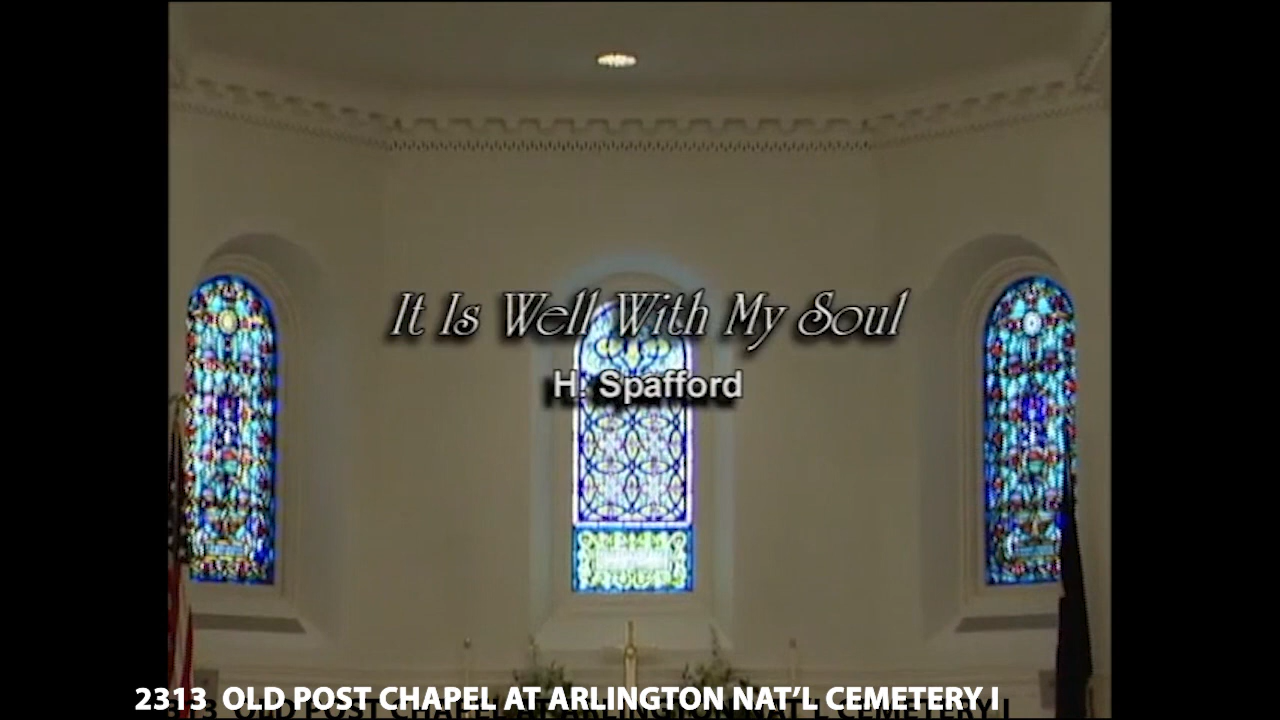 It Is Well With My Soul
H. Spafford
2313 OLD POST CHAPEL AT ARLINGTON NAT'L CEMETERY I